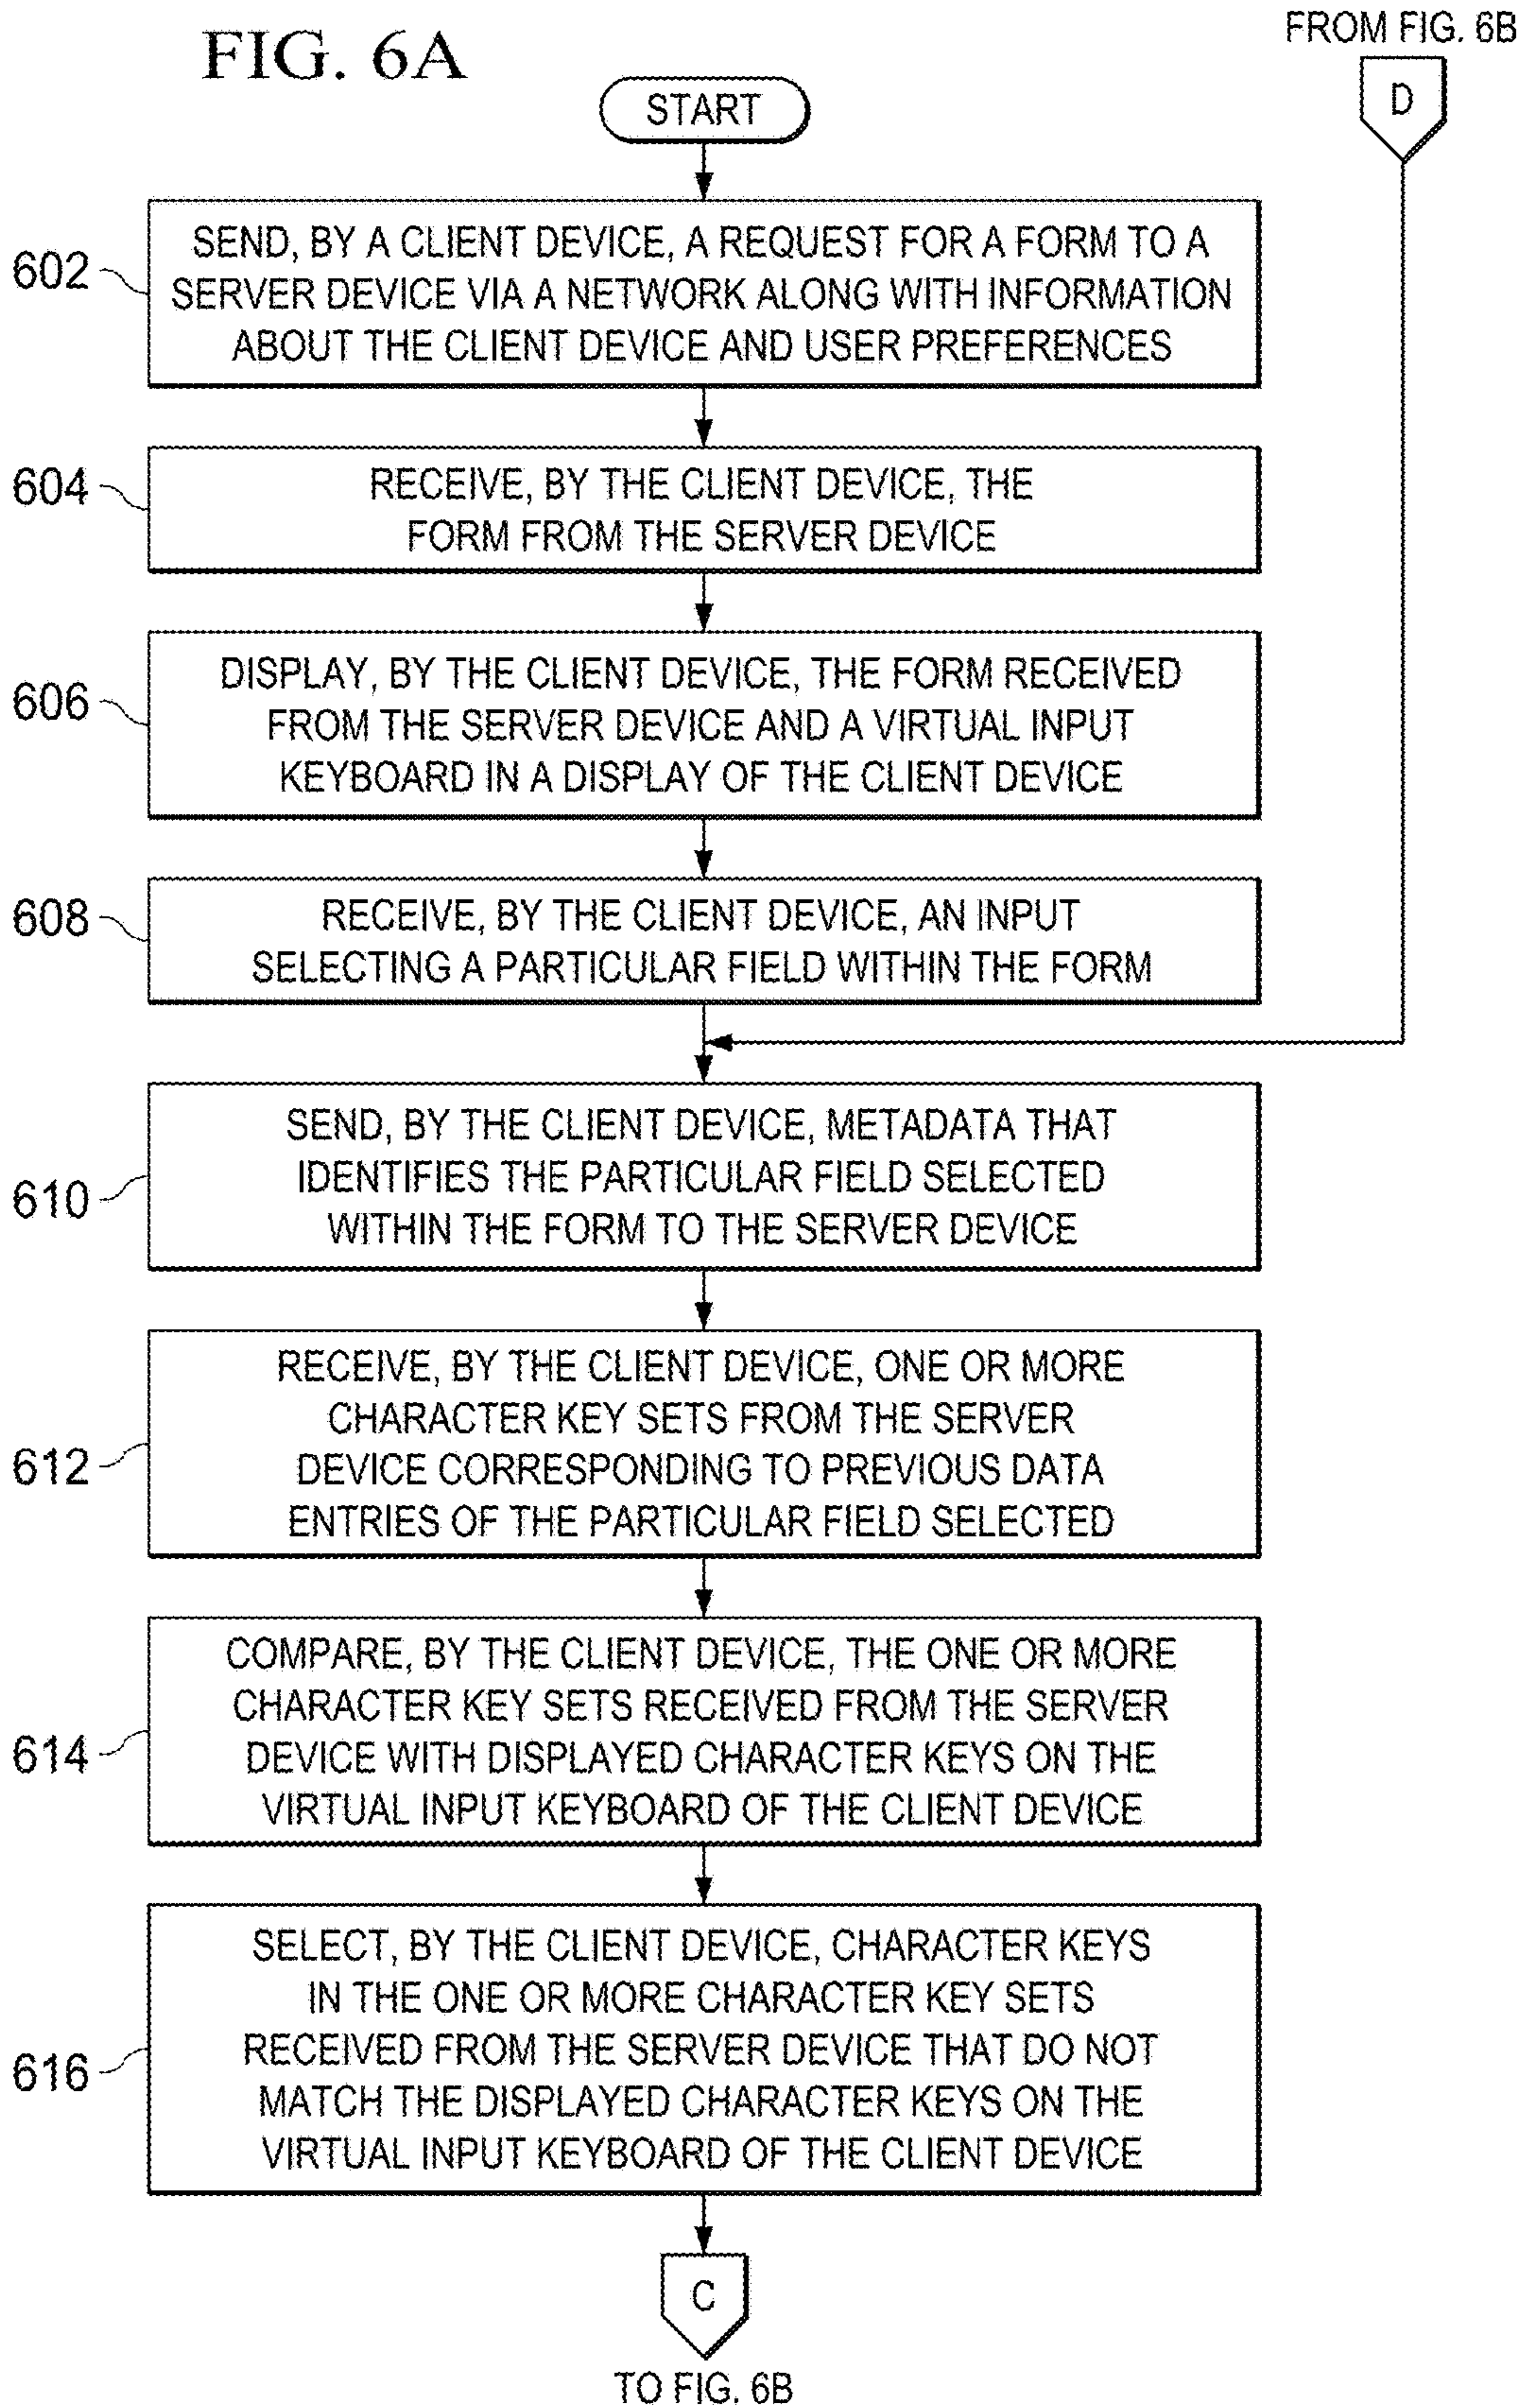 FIG. 6A
FROM FIG. 6B
D
START
602
SEND, BY A CLIENT DEVICE, A REQUEST FOR A FORM TO A
SERVER DEVICE VIA A NETWORK ALONG WITH INFORMATION
ABOUT THE CLIENT DEVICE AND USER PREFERENCES
604
RECEIVE, BY THE CLIENT DEVICE, THE
FORM FROM THE SERVER DEVICE
606
DISPLAY, BY THE CLIENT DEVICE, THE FORM RECEIVED
FROM THE SERVER DEVICE AND A VIRTUAL INPUT
KEYBOARD IN A DISPLAY OF THE CLIENT DEVICE
608
RECEIVE, BY THE CLIENT DEVICE, AN INPUT
SELECTING A PARTICULAR FIELD WITHIN THE FORM
610
SEND, BY THE CLIENT DEVICE, METADATA THAT
IDENTIFIES THE PARTICULAR FIELD SELECTED
WITHIN THE FORM TO THE SERVER DEVICE
612
RECEIVE, BY THE CLIENT DEVICE, ONE OR MORE
CHARACTER KEY SETS FROM THE SERVER
DEVICE CORRESPONDING TO PREVIOUS DATA
ENTRIES OF THE PARTICULAR FIELD SELECTED
614
COMPARE, BY THE CLIENT DEVICE, THE ONE OR MORE
CHARACTER KEY SETS RECEIVED FROM THE SERVER
DEVICE WITH DISPLAYED CHARACTER KEYS ON THE
VIRTUAL INPUT KEYBOARD OF THE CLIENT DEVICE
616
SELECT, BY THE CLIENT DEVICE, CHARACTER KEYS
IN THE ONE OR MORE CHARACTER KEY SETS
RECEIVED FROM THE SERVER DEVICE THAT DO NOT
MATCH THE DISPLAYED CHARACTER KEYS ON THE
VIRTUAL INPUT KEYBOARD OF THE CLIENT DEVICE
C
TO FIG. 6B